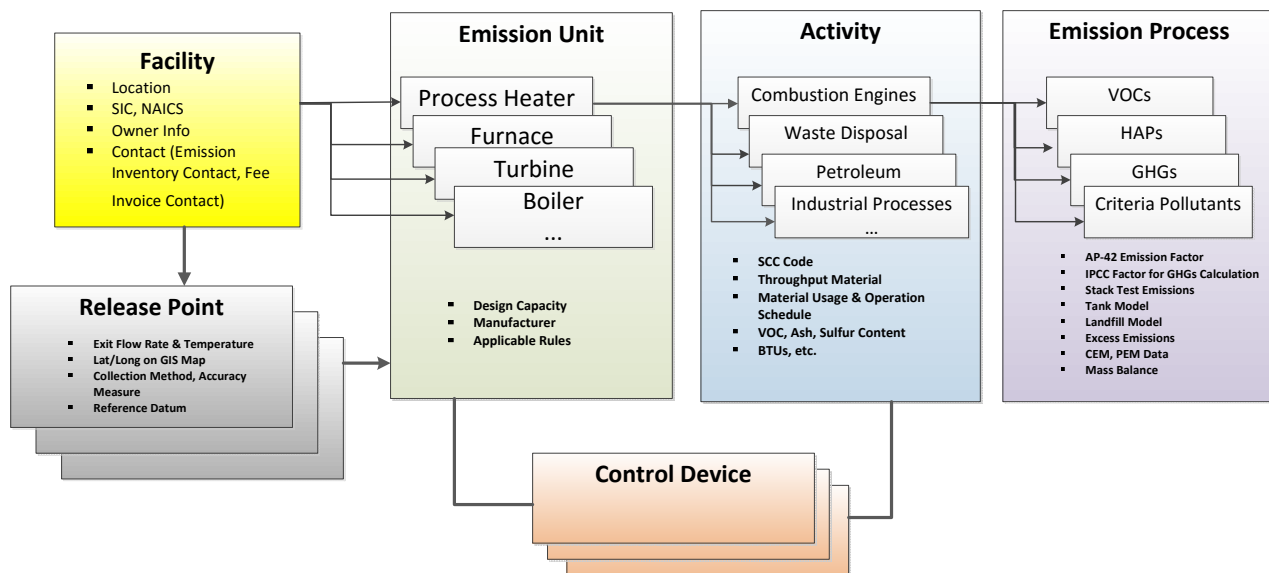 Facility
▪ Location
▪ SIC, NAICS
▪ Owner Info
▪ Contact (Emission
Inventory Contact, Fee
Invoice Contact)
Release Point
▪ Exit Flow Rate & Temperature
▪ Lat/Long on GIS Map
▪ Collection Method, Accuracy
Measure
▪ Reference Datum
Emission Unit
Process Heater
Furnace
Turbine
Boiler
...
▪ Design Capacity
▪ Manufacturer
▪ Applicable Rules
Activity
Combustion Engines
Waste Disposal
Petroleum
Industrial Processes
...
▪ SCC Code
▪ Throughput Material
▪ Material Usage & Operation
Schedule
▪ VOC, Ash, Sulfur Content
▪ BTUs, etc.
Emission Process
VOCs
HAPs
GHGs
Criteria Pollutants
▪ AP-42 Emission Factor
▪ IPCC Factor for GHGs Calculation
▪ Stack Test Emissions
▪ Tank Model
▪ Landfill Model
▪ Excess Emissions
▪ CEM, PEM Data
▪ Mass Balance
Control Device